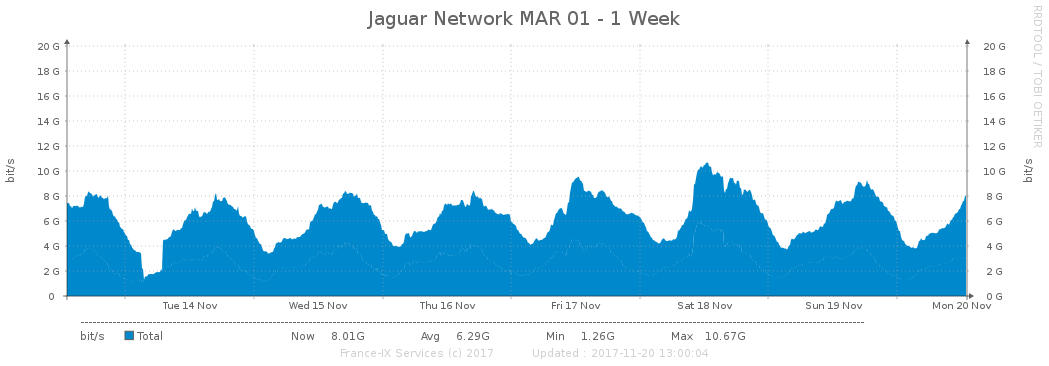 Jaguar Network MAR 01 - 1 Week
RRDTOOL / TOBI OETIKER
20 G 20 G
18 G 18 G
16 G 16 G
14 G 14 G
12 G 12 G
10 G 10 G
8 G 8 G
6 G 6 G
4 G 4 G
2 G 2 G
0 0 G
bit/s
bit/s
Tue 14 Nov Wed 15 Nov Thu 16 Nov Fri 17 Nov Sat 18 Nov Sun 19 Nov Mon 20 Nov
bit/s Total Now 8.01G Avg 6.29G Min 1.26G Max 10.67G
France-IX Services (c) 2017 Updated : 2017-11-20 13:00:04